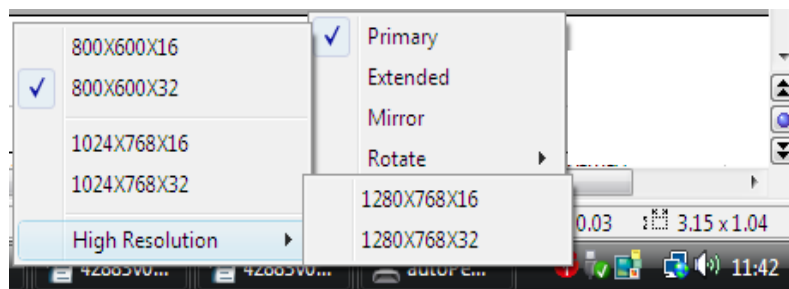 800X600X16
800X600X32
1024X768X16
1024X768X32
High Resolution
Primary
Extended
Mirror
Rotate
1280X768X16
1280X768X32
0.03 3.15 x 1.04
11:42